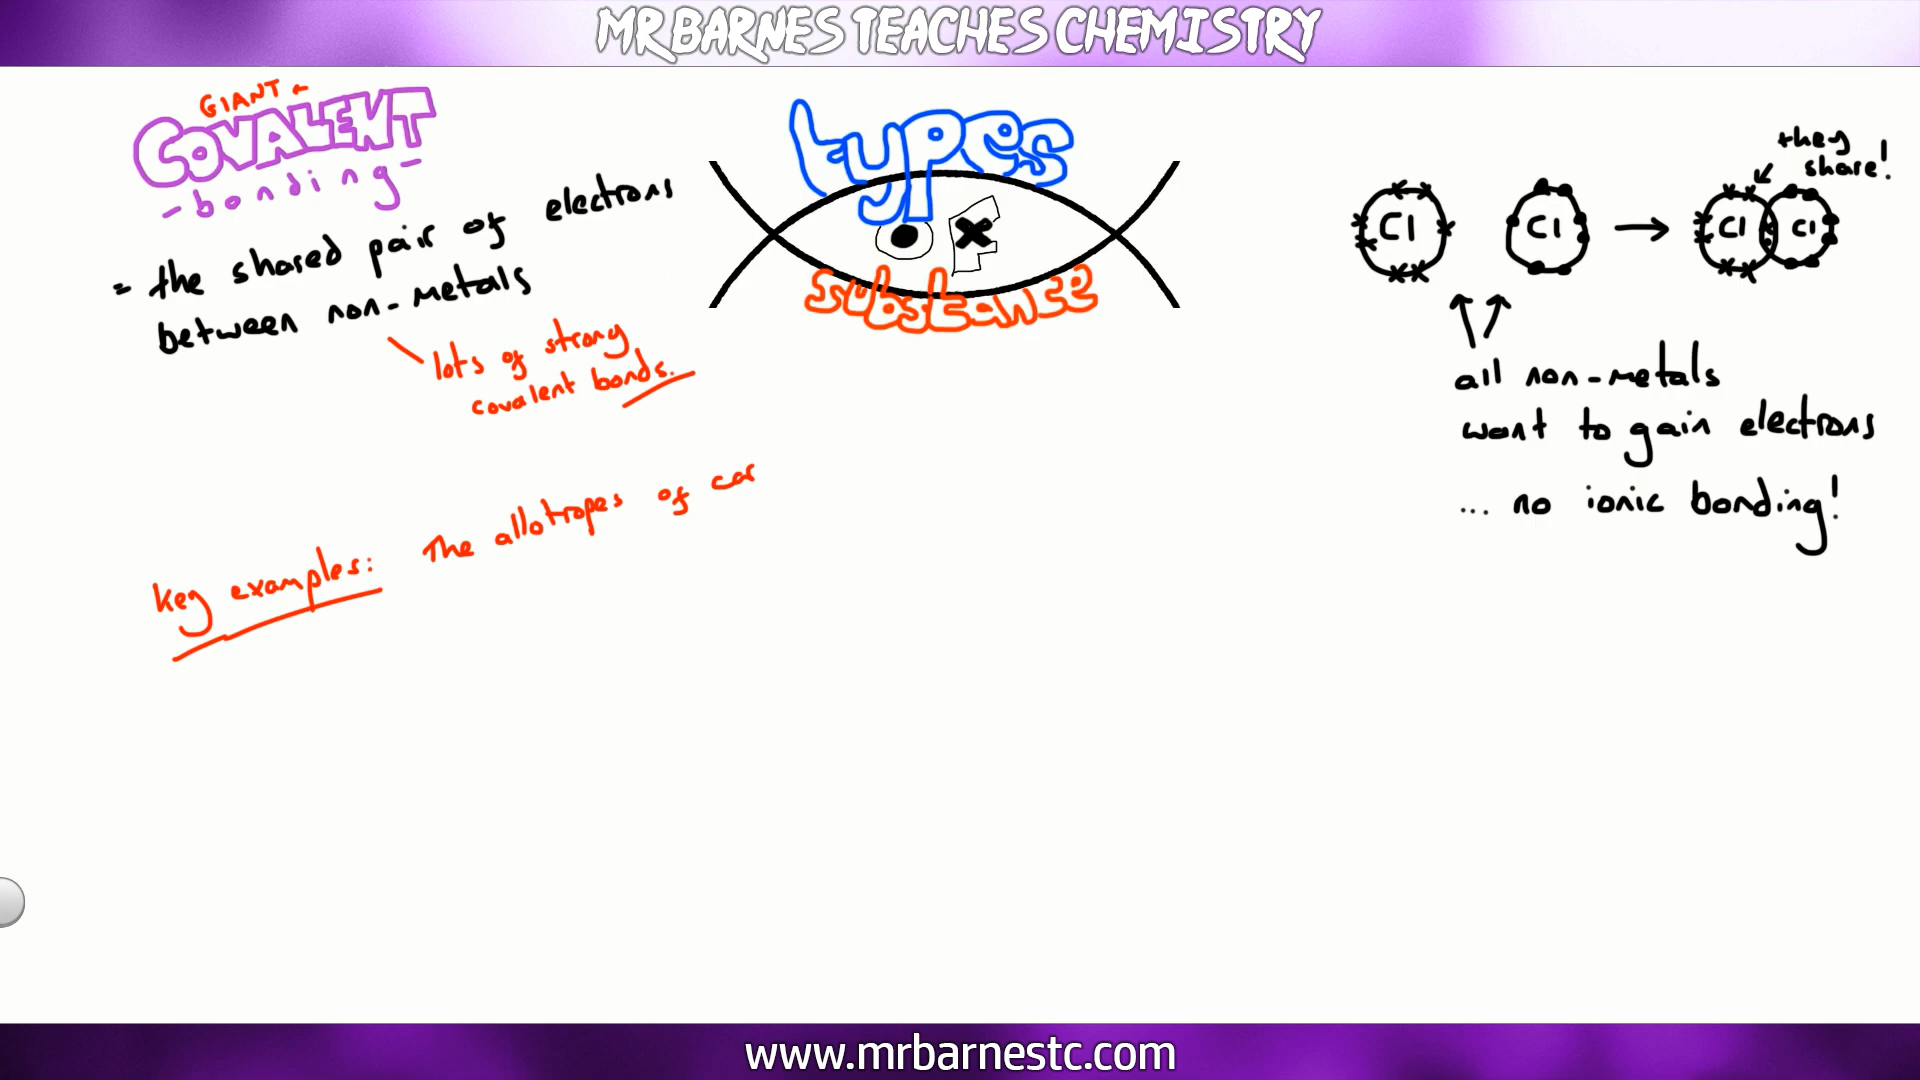 MR BARNES TEACHES CHEMISTRY
GIANT
COVALENT
-bonding-
= the shared pair of electrons
between non-metals
lots of strong
covalent bonds.
key examples: The allotropes of car
types
of
substance
they
share!
Cl Cl Cl Cl
all non-metals
want to gain electrons
... no ionic bonding!
www.mrbarnestc.com